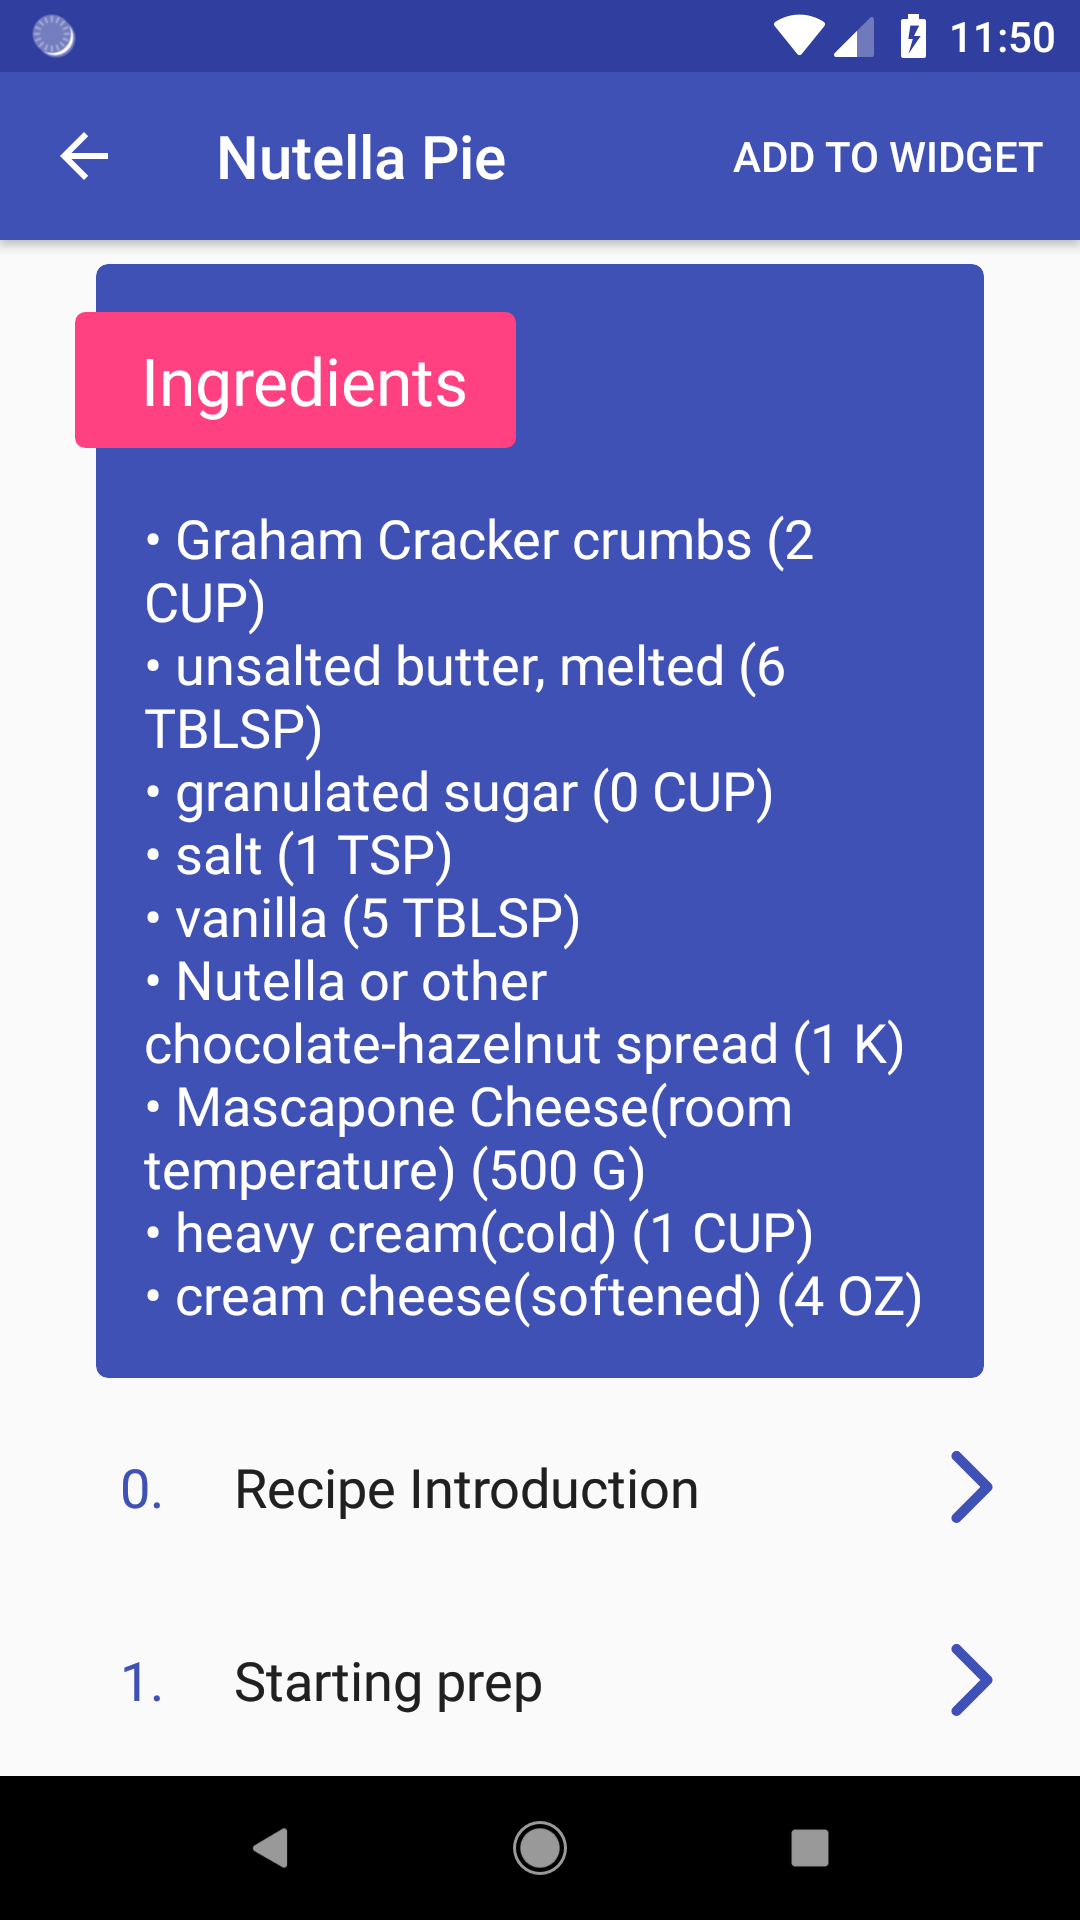 11:50
Nutella Pie
ADD TO WIDGET
Ingredients
• Graham Cracker crumbs (2
CUP)
• unsalted butter, melted (6
TBLSP)
• granulated sugar (0 CUP)
• salt (1 TSP)
• vanilla (5 TBLSP)
• Nutella or other
chocolate-hazelnut spread (1 K)
• Mascapone Cheese(room
temperature) (500 G)
• heavy cream(cold) (1 CUP)
• cream cheese(softened) (4 OZ)
0. Recipe Introduction
1. Starting prep